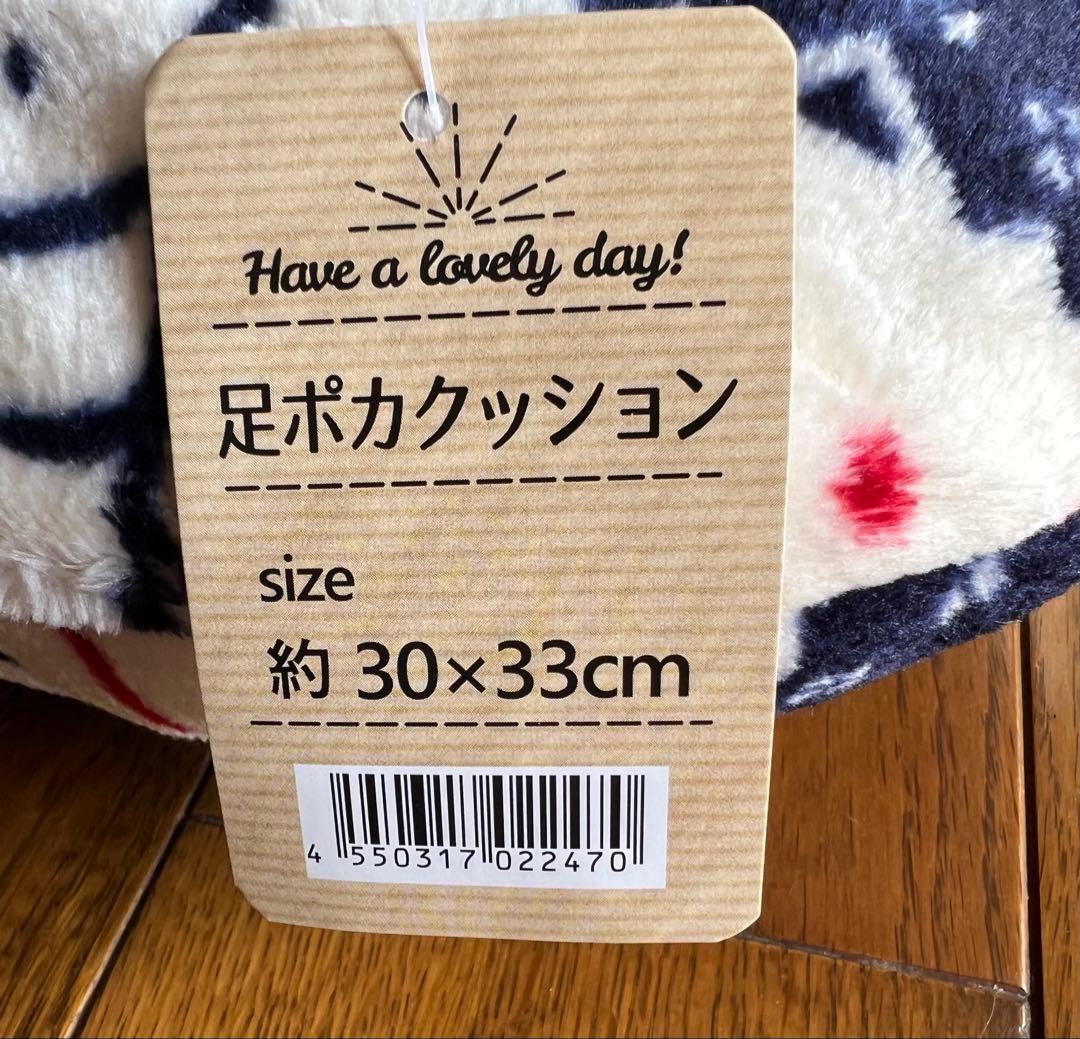 Have a lovely day!
足ポカクッション
size
約 30×33cm
4 550317 022470